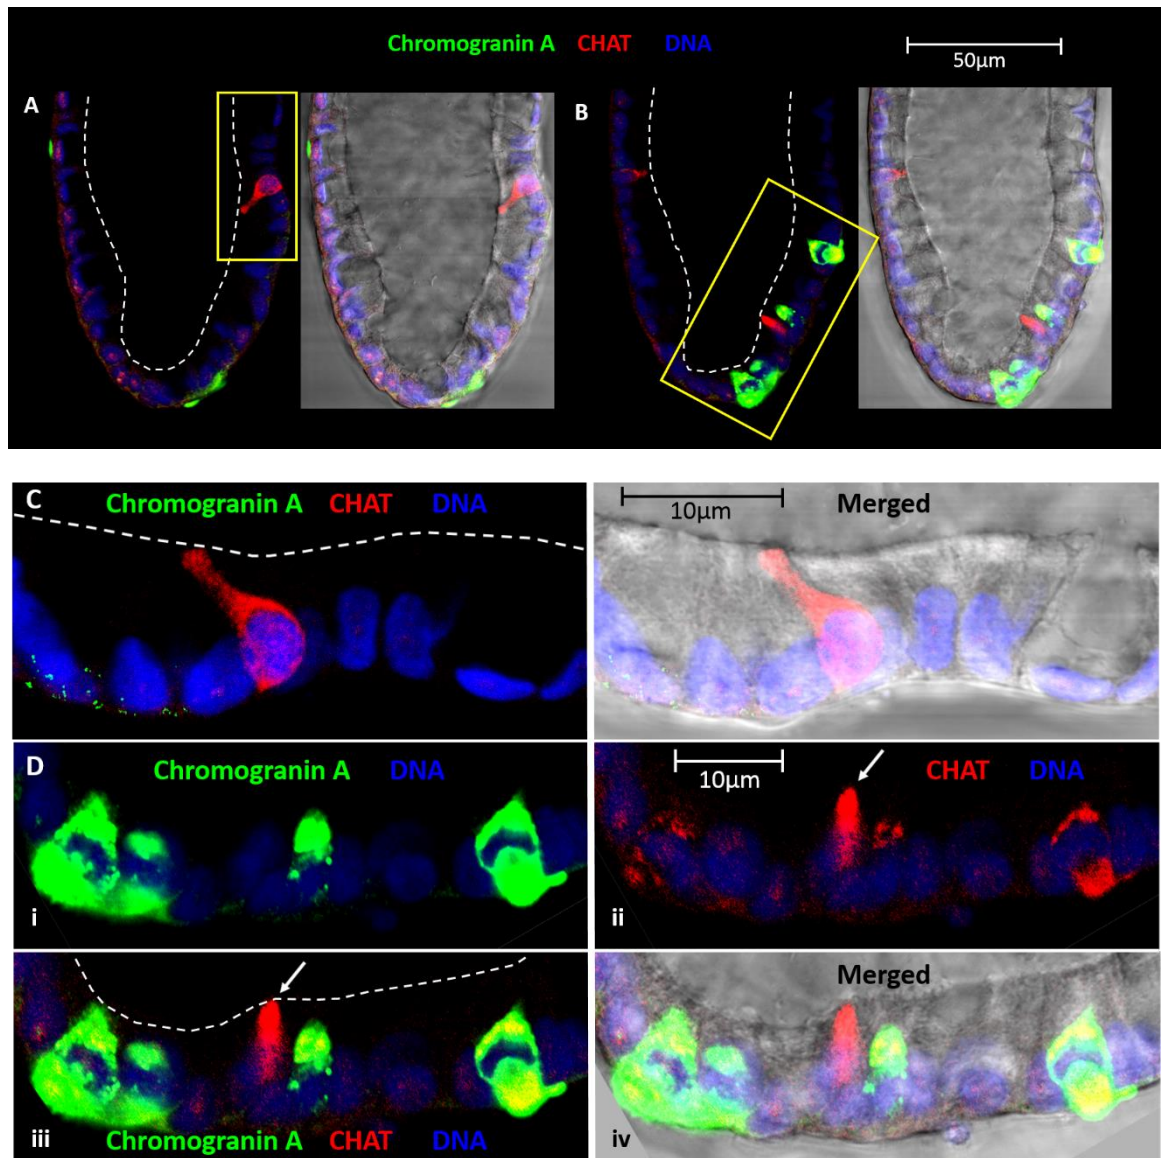 Chromogranin A CHAT DNA
50μm
A
B
C
Chromogranin A CHAT DNA
10μm
Merged
D
Chromogranin A DNA
i
10μm
CHAT DNA
ii
iii
Chromogranin A CHAT DNA
Merged
iv